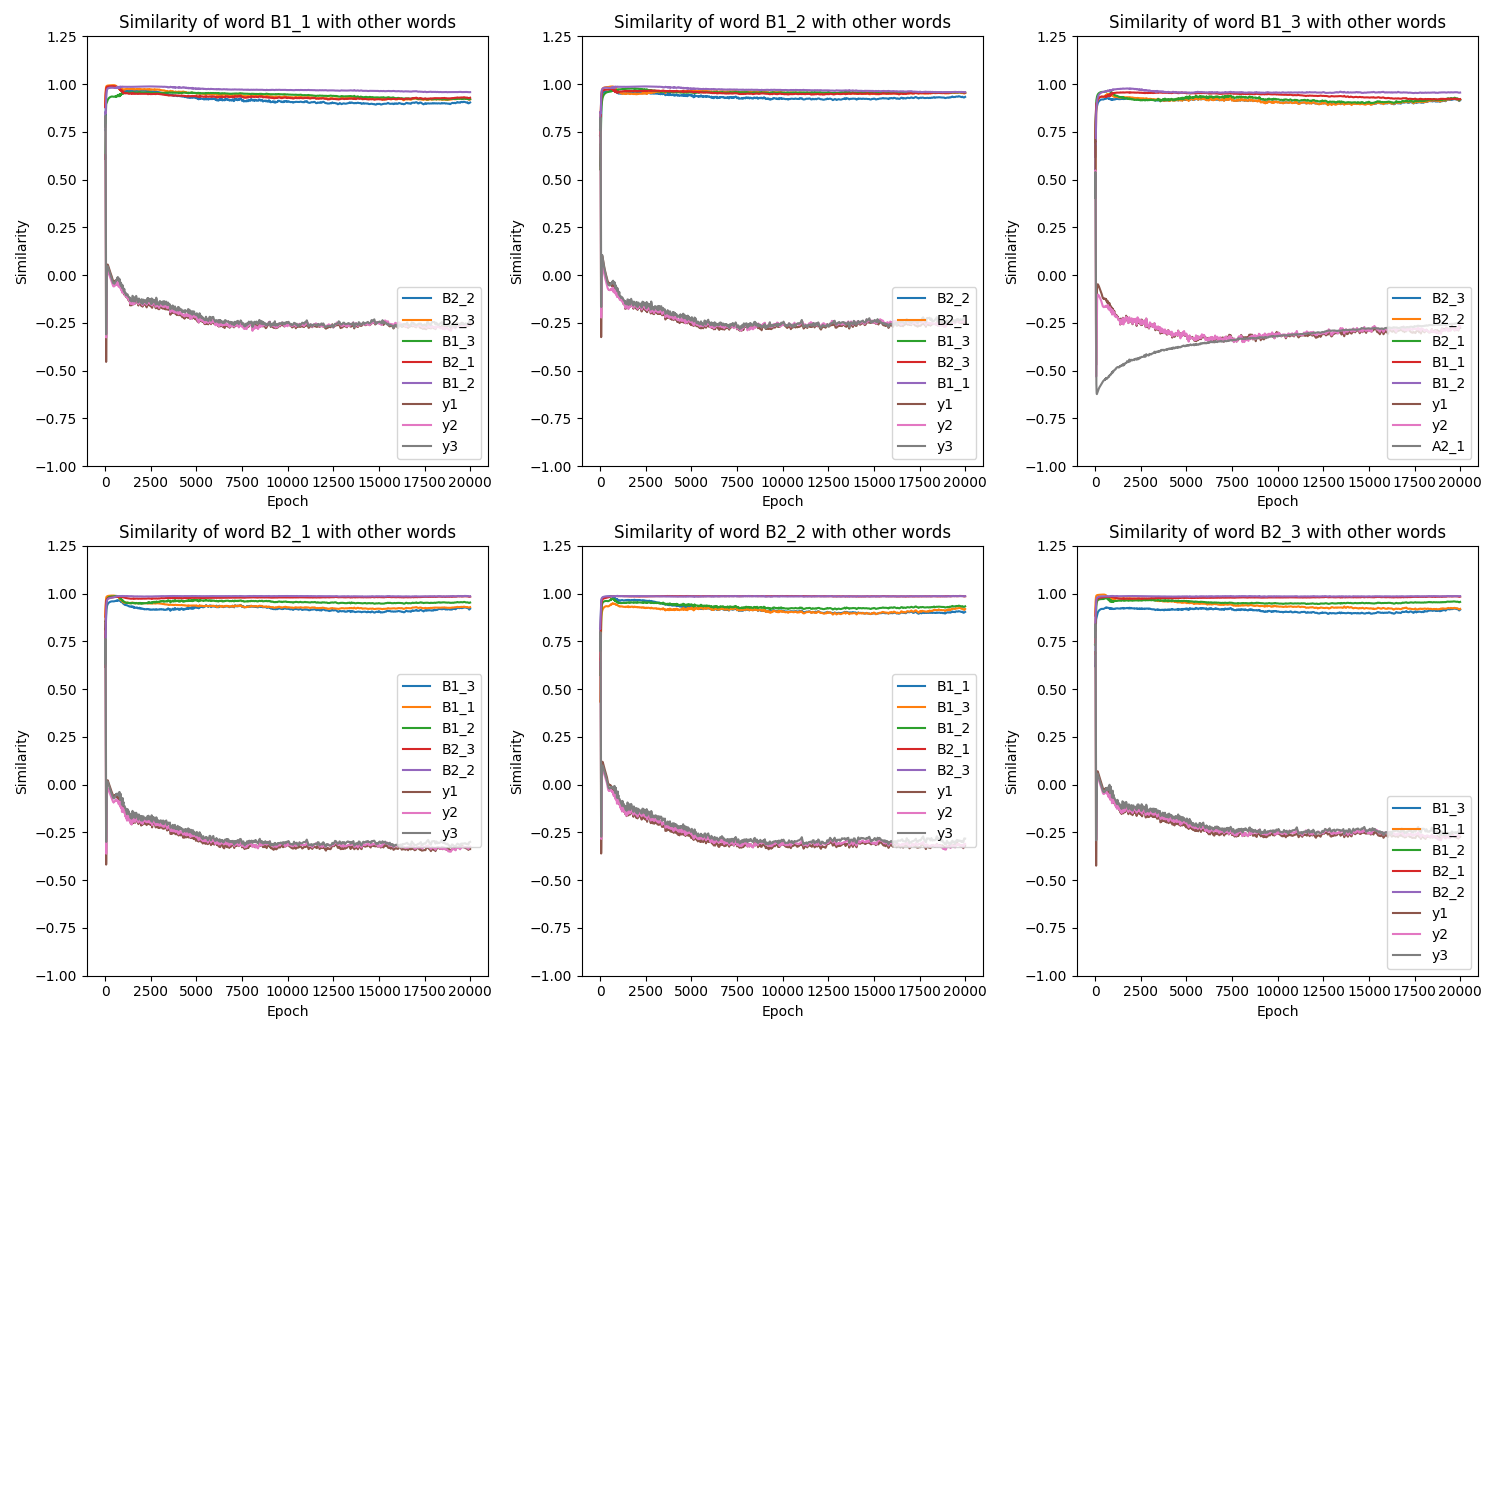 Similarity of word B1_1 with other words
1.25
1.00
0.75
0.50
0.25
0.00
−0.25
−0.50
−0.75
−1.00
Similarity
B2_2
B2_3
B1_3
B2_1
B1_2
y1
y2
y3
0 2500 5000 7500 10000 12500 15000 17500 20000
Epoch
Similarity of word B1_2 with other words
1.25
1.00
0.75
0.50
0.25
0.00
−0.25
−0.50
−0.75
−1.00
Similarity
B2_2
B2_1
B1_3
B2_3
B1_1
y1
y2
y3
0 2500 5000 7500 10000 12500 15000 17500 20000
Epoch
Similarity of word B1_3 with other words
1.25
1.00
0.75
0.50
0.25
0.00
−0.25
−0.50
−0.75
−1.00
Similarity
B2_3
B2_2
B2_1
B1_1
B1_2
y1
y2
A2_1
0 2500 5000 7500 10000 12500 15000 17500 20000
Epoch
Similarity of word B2_1 with other words
1.25
1.00
0.75
0.50
0.25
0.00
−0.25
−0.50
−0.75
−1.00
Similarity
B1_3
B1_1
B1_2
B2_3
B2_2
y1
y2
y3
0 2500 5000 7500 10000 12500 15000 17500 20000
Epoch
Similarity of word B2_2 with other words
1.25
1.00
0.75
0.50
0.25
0.00
−0.25
−0.50
−0.75
−1.00
Similarity
B1_1
B1_3
B1_2
B2_1
B2_3
y1
y2
y3
0 2500 5000 7500 10000 12500 15000 17500 20000
Epoch
Similarity of word B2_3 with other words
1.25
1.00
0.75
0.50
0.25
0.00
−0.25
−0.50
−0.75
−1.00
Similarity
B1_3
B1_1
B1_2
B2_1
B2_2
y1
y2
y3
0 2500 5000 7500 10000 12500 15000 17500 20000
Epoch